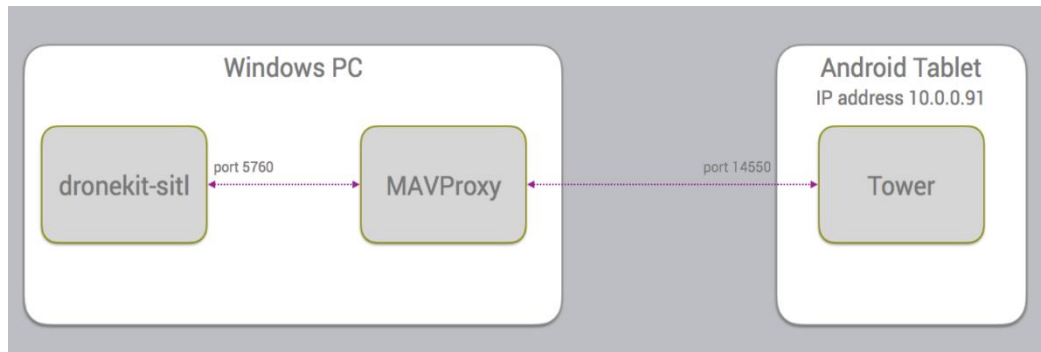 Windows PC
Android Tablet
IP address 10.0.0.91
dronekit-sitl
port 5760
MAVProxy
port 14550
Tower